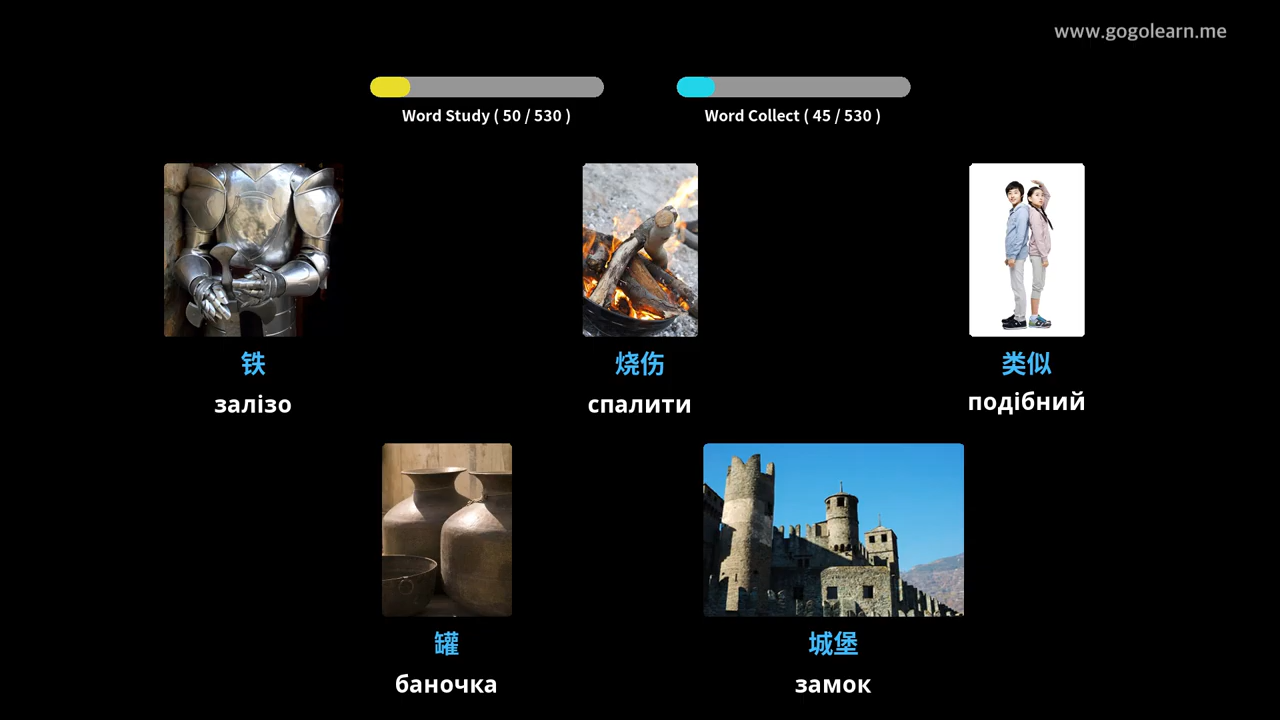 www.gogolearn.me
Word Study ( 50 / 530 )
Word Collect ( 45 / 530 )
铁
залізо
烧伤
спалити
类似
подібний
罐
баночка
城堡
замок